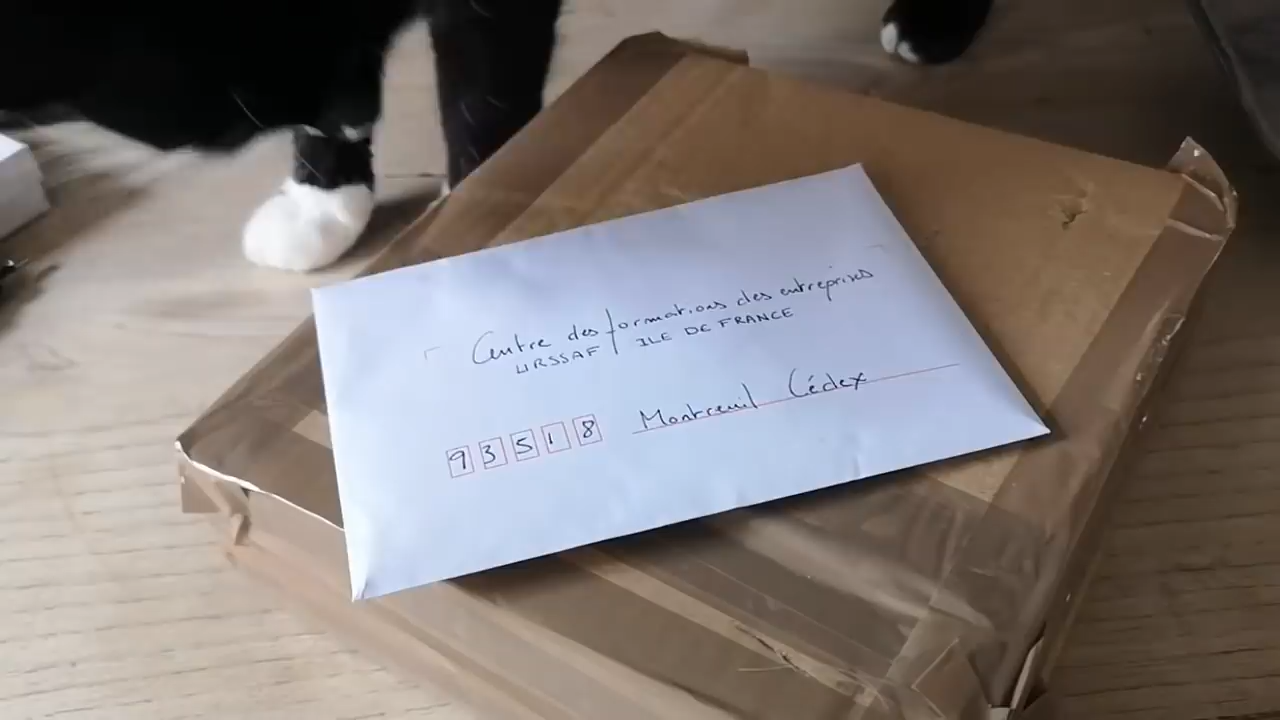 Centre des formations des entreprises
URSSAF / ILE DE FRANCE
93518 Montreuil Cédex